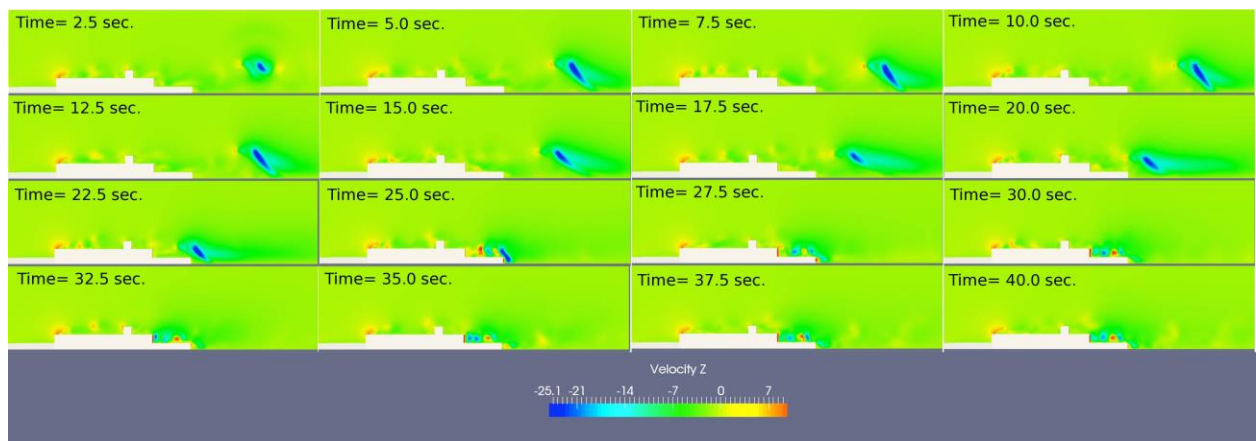 Time= 2.5 sec.
Time= 5.0 sec.
Time= 7.5 sec.
Time= 10.0 sec.
Time= 12.5 sec.
Time= 15.0 sec.
Time= 17.5 sec.
Time= 20.0 sec.
Time= 22.5 sec.
Time= 25.0 sec.
Time= 27.5 sec.
Time= 30.0 sec.
Time= 32.5 sec.
Time= 35.0 sec.
Time= 37.5 sec.
Time= 40.0 sec.
Velocity Z
-25.1 -21 -14 -7 0 7